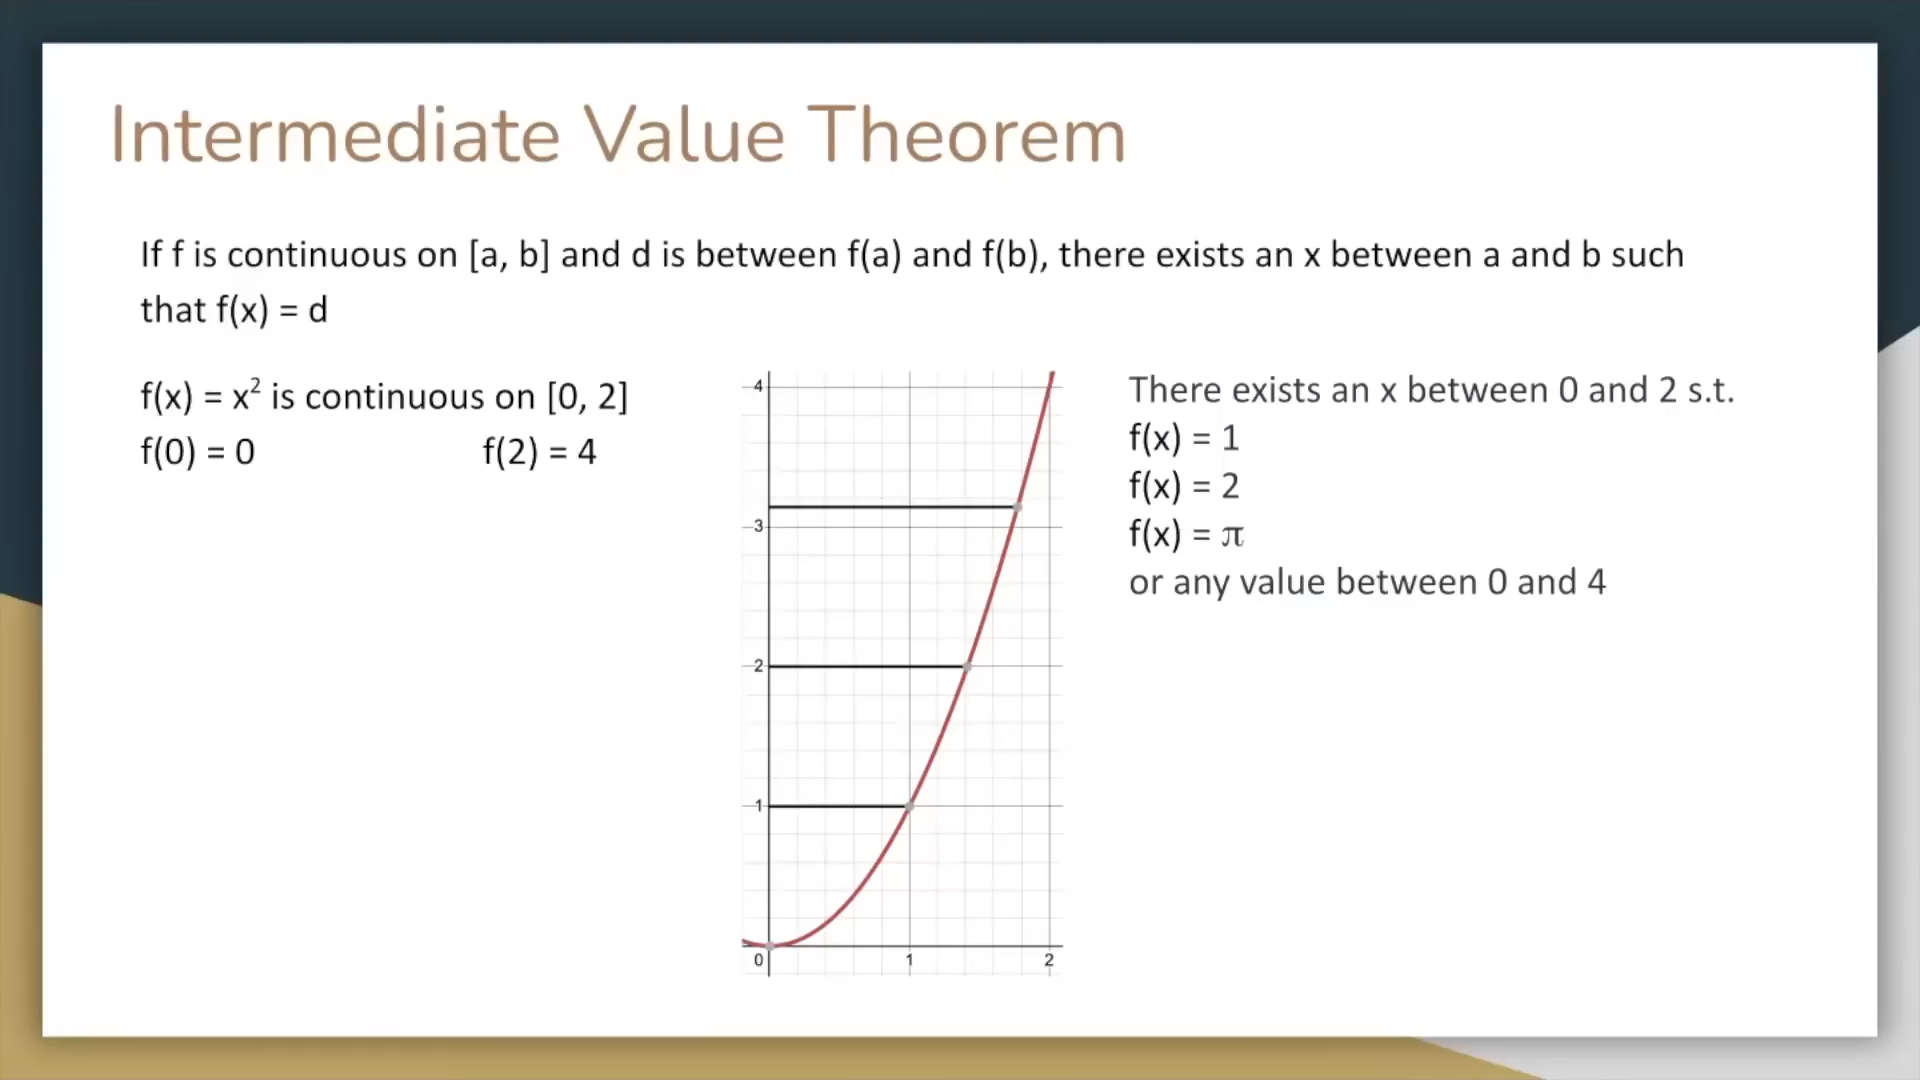 Intermediate Value Theorem
If f is continuous on [a, b] and d is between f(a) and f(b), there exists an x between a and b such
that f(x) = d
f(x) = x² is continuous on [0, 2]
f(0) = 0 f(2) = 4
4
3
2
1
0 1 2
There exists an x between 0 and 2 s.t.
f(x) = 1
f(x) = 2
f(x) = π
or any value between 0 and 4